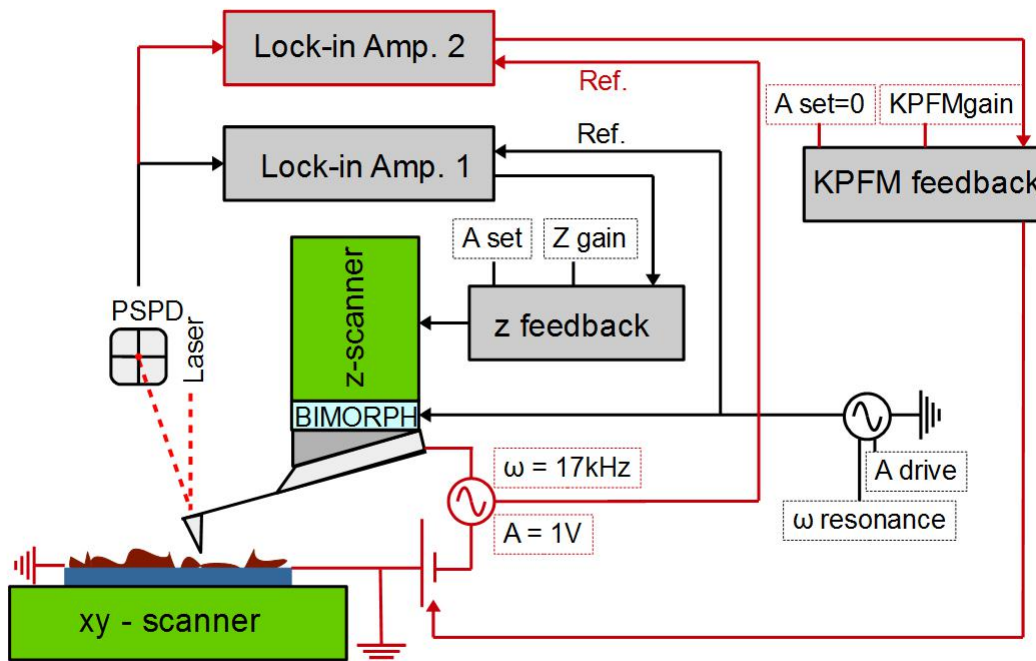 Lock-in Amp. 2
Ref.
A set=0
KPFMgain
Ref.
Lock-in Amp. 1
KPFM feedback
A set
Z gain
PSPD
Laser
z-scanner
z feedback
BIMORPH
ω = 17kHz
A drive
A = 1V
ω resonance
xy - scanner